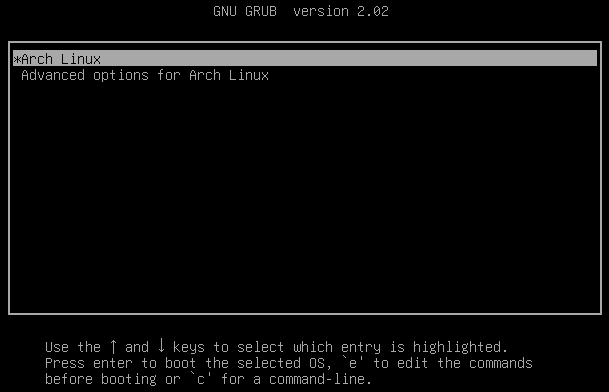 GNU GRUB  version 2.02
*Arch Linux
Advanced options for Arch Linux
Use the ↑ and ↓ keys to select which entry is highlighted.
Press enter to boot the selected OS, `e' to edit the commands
before booting or `c' for a command-line.